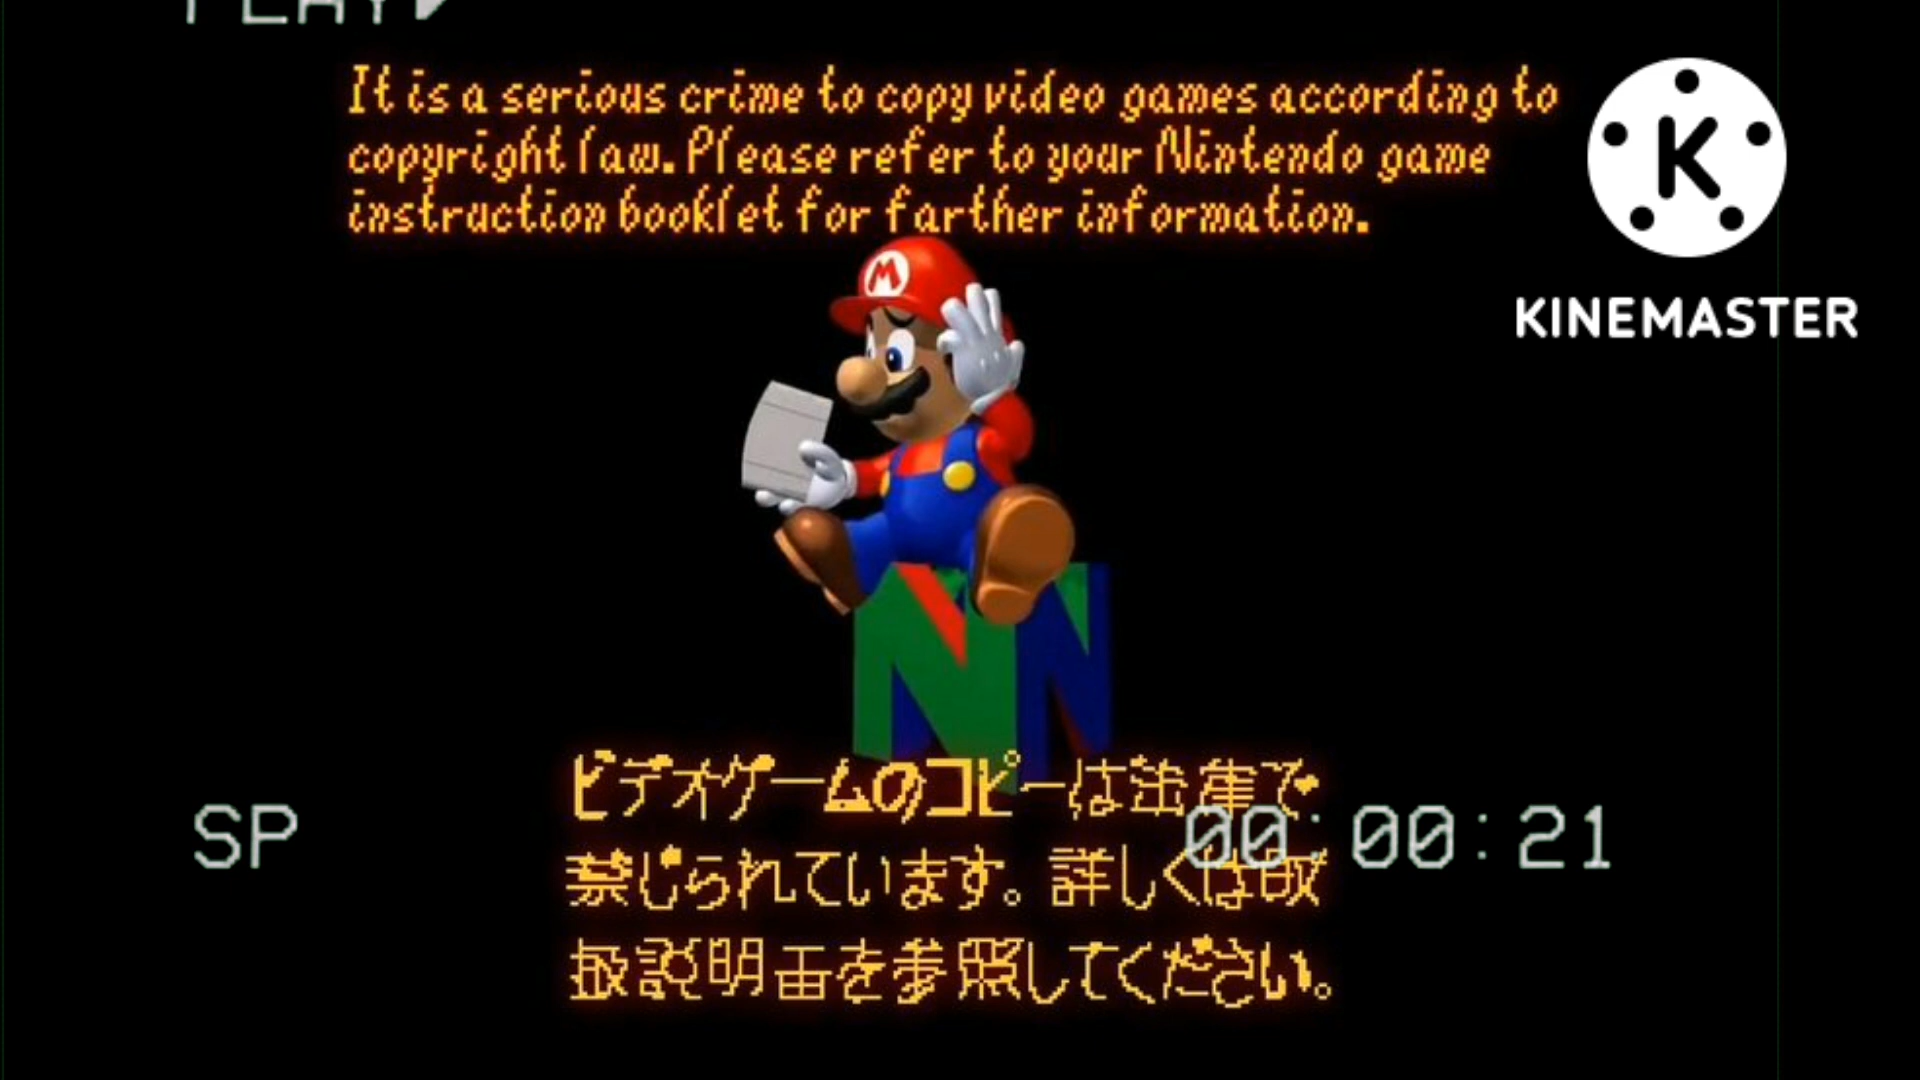 PLAY
It is a serious crime to copy video games according to
copyright law. Please refer to your Nintendo game
instruction booklet for farther information.
K
KINEMASTER
M
N N
ビデオゲームのコピーは法律で
SP
00:00:21
禁じられています。詳しくは取
扱説明書を参照してください。